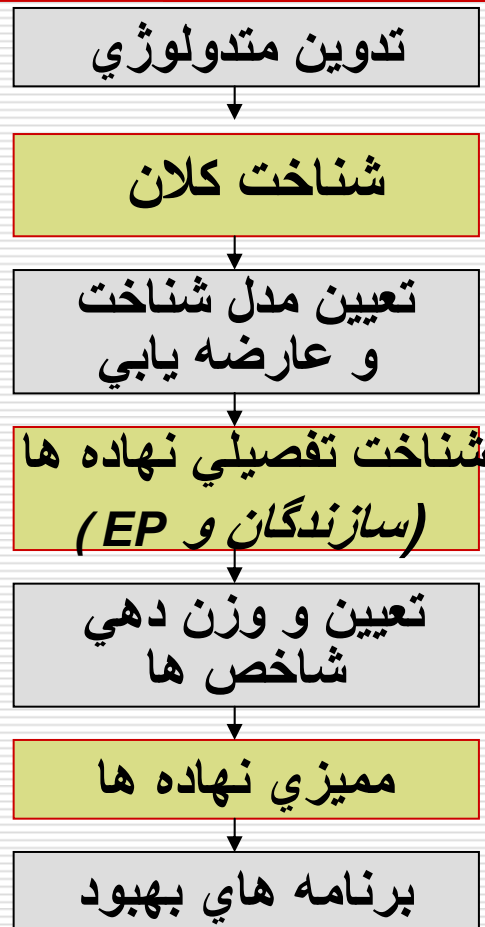 تدوين متدولوژي
شناخت کلان
تعيين مدل شناخت
و عارضه يابي
شناخت تفصيلي نهاده ها
(سازندگان و EP)
تعيين و وزن دهي
شاخص ها
مميزي نهاده ها
برنامه هاي بهبود